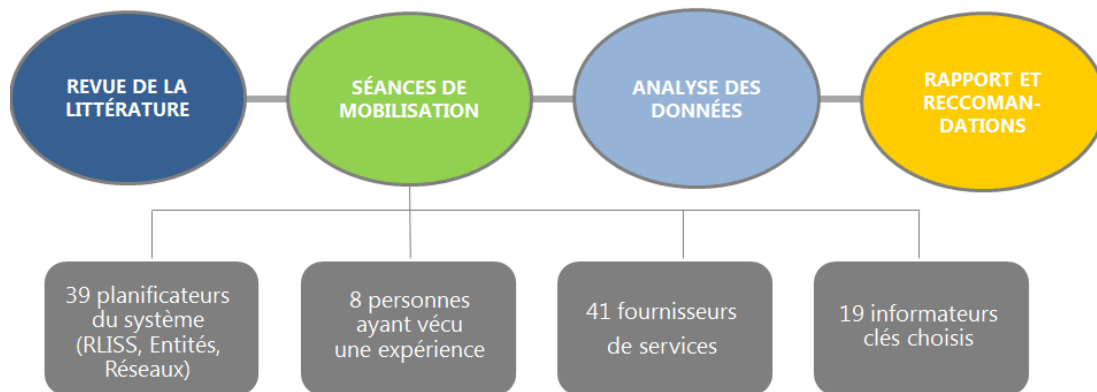 REVUE DE LA
LITTÉRATURE
SÉANCES DE
MOBILISATION
ANALYSE DES
DONNÉES
RAPPORT ET
RECCOMAN-
DATIONS
39 planificateurs
du système
(RLISS, Entités,
Réseaux)
8 personnes
ayant vécu
une expérience
41 fournisseurs
de services
19 informateurs
clés choisis